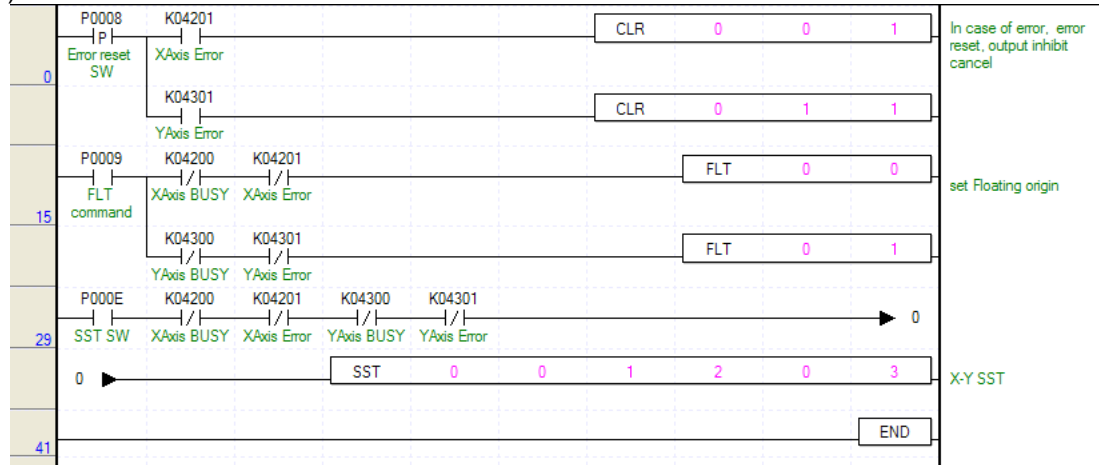 P0008 K04201
P CLR 0 0 1 In case of error, error
Error reset XAxis Error reset, output inhibit
SW cancel
0
K04301
CLR 0 1 1
YAxis Error
P0009 K04200 K04201
FLT 0 0
FLT XAxis BUSY XAxis Error set Floating origin
command
15
K04300 K04301
FLT 0 1
YAxis BUSY YAxis Error
P000E K04200 K04201 K04300 K04301
0
SST SW XAxis BUSY XAxis Error YAxis BUSY YAxis Error
29
0 SST 0 0 1 2 0 3 X-Y SST
END
41